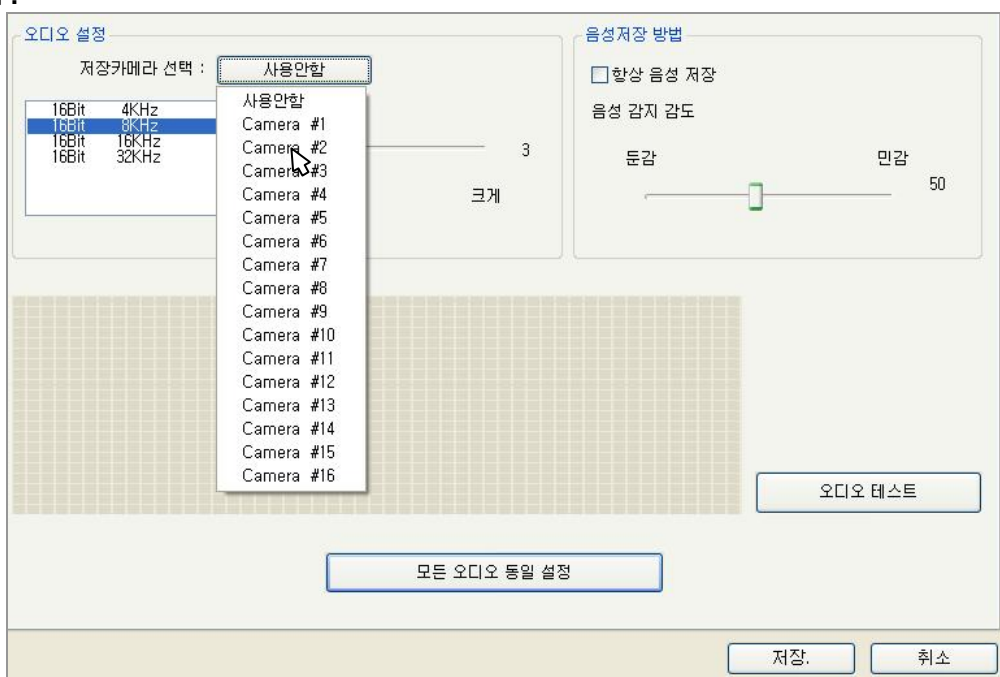 오디오 설정
저장카메라 선택 : 사용안함
16Bit 4KHz
16Bit 8KHz
16Bit 16KHz
16Bit 32KHz
사용안함
Camera #1
Camera #2
Camera #3
Camera #4
Camera #5
Camera #6
Camera #7
Camera #8
Camera #9
Camera #10
Camera #11
Camera #12
Camera #13
Camera #14
Camera #15
Camera #16
3
크게
음성저장 방법
항상 음성 저장
음성 감지 감도
둔감 민감
50
오디오 테스트
모든 오디오 동일 설정
저장. 취소